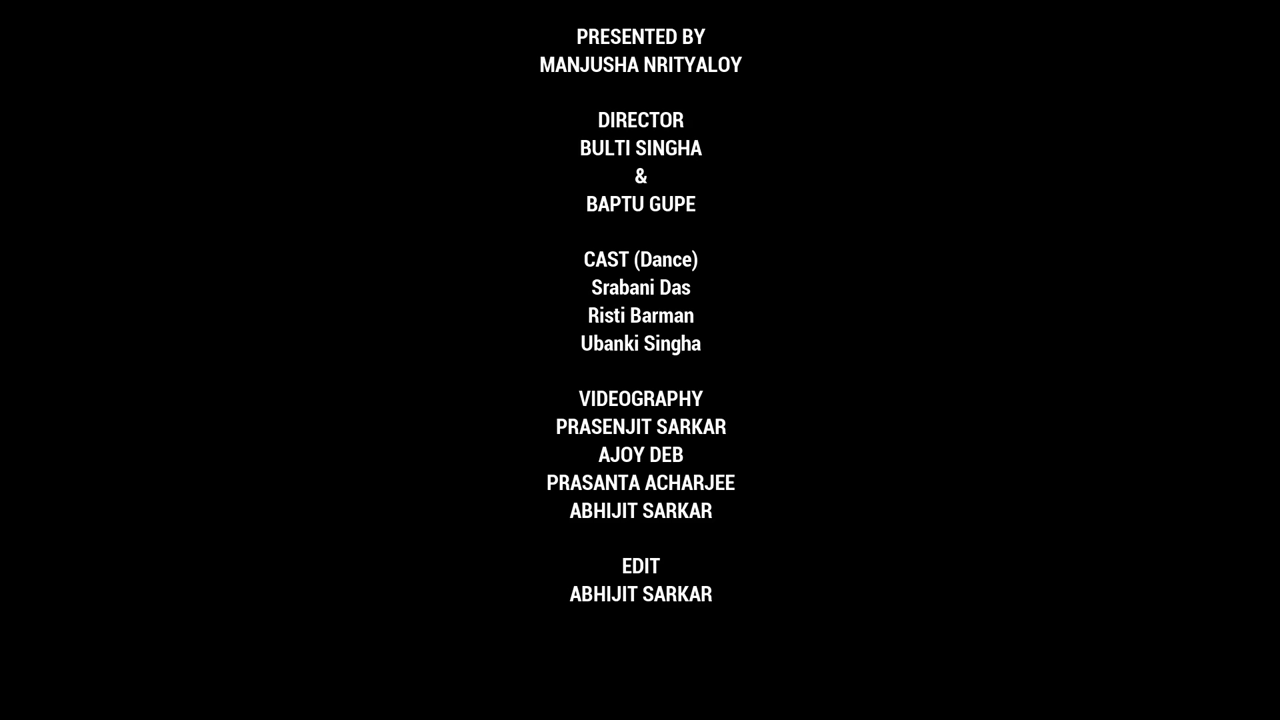 PRESENTED BY
MANJUSHA NRITYALOY
DIRECTOR
BULTI SINGHA
&
BAPTU GUPE
CAST (Dance)
Srabani Das
Risti Barman
Ubanki Singha
VIDEOGRAPHY
PRASENJIT SARKAR
AJOY DEB
PRASANTA ACHARJEE
ABHIJIT SARKAR
EDIT
ABHIJIT SARKAR